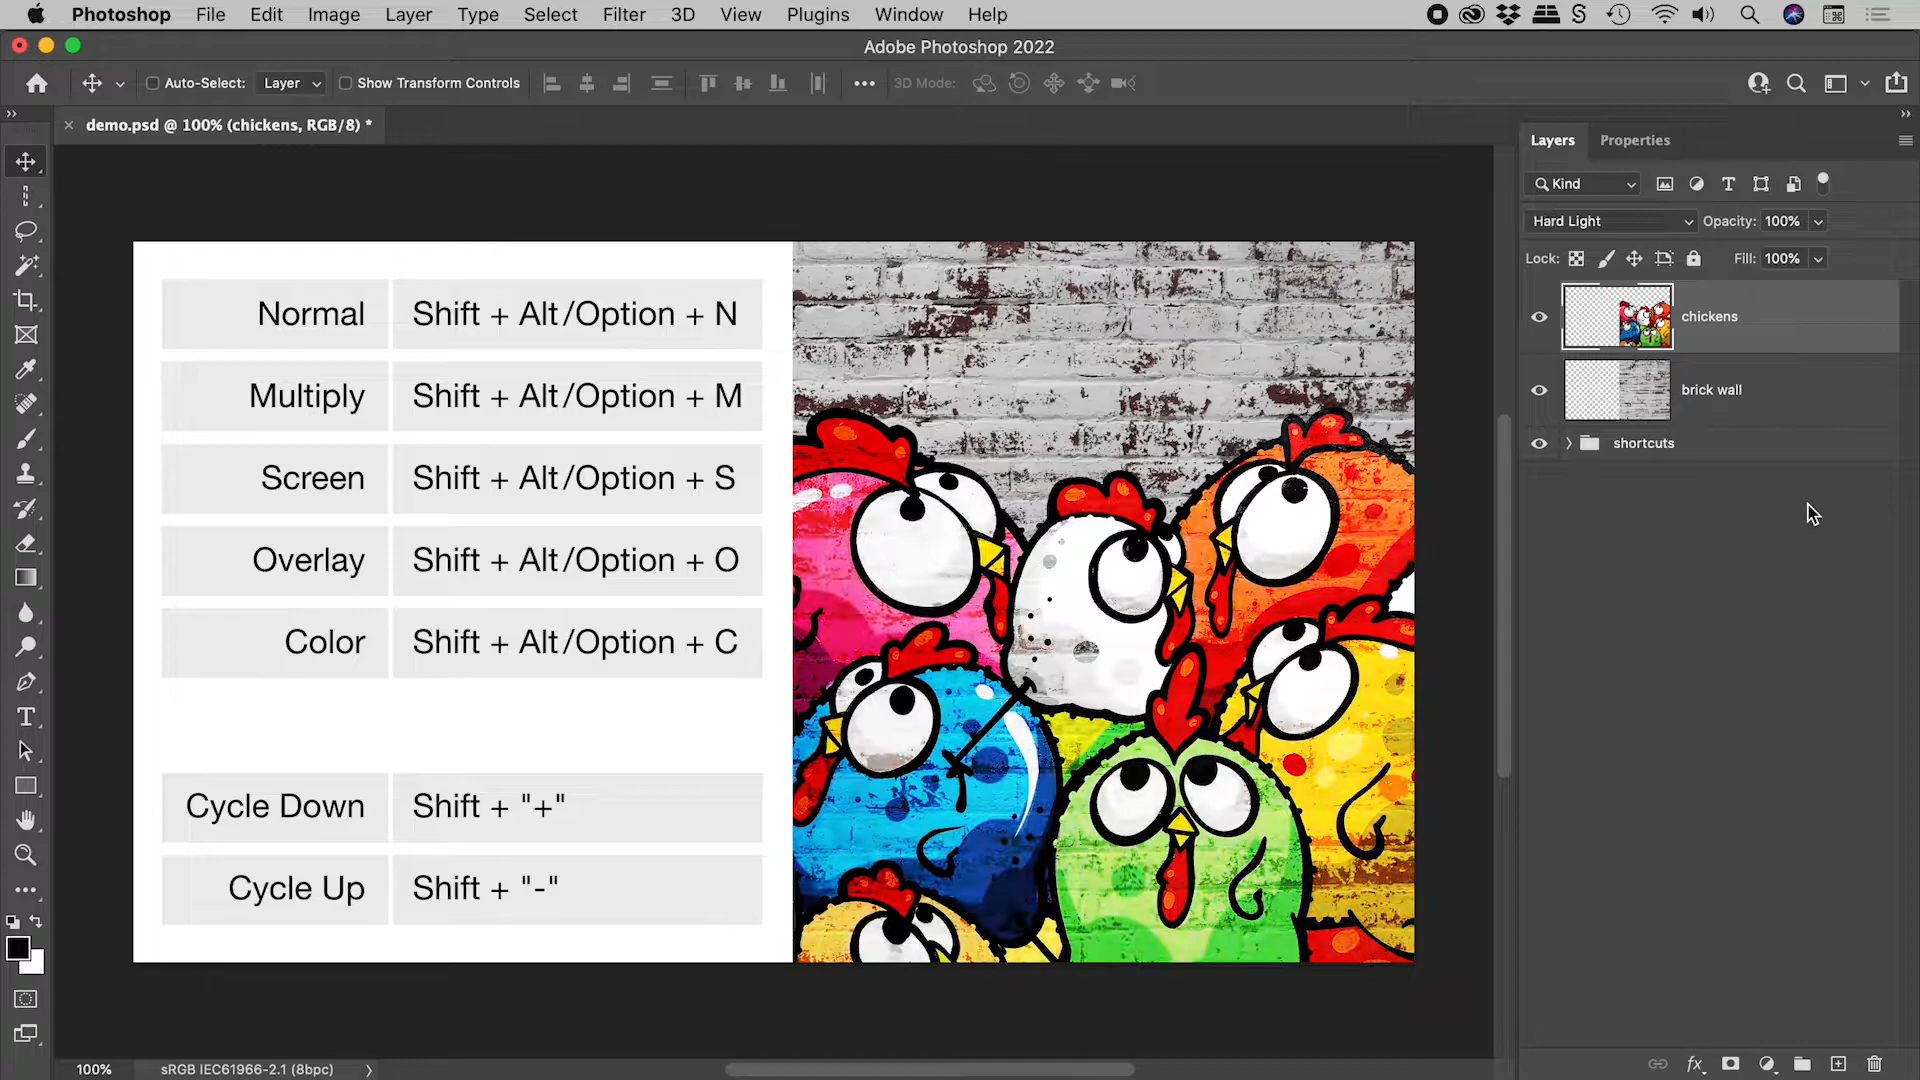 Photoshop File Edit Image Layer Type Select Filter 3D View Plugins Window Help
Adobe Photoshop 2022
Auto-Select: Layer Show Transform Controls 3D Mode:
demo.psd @ 100% (chickens, RGB/8) *
Layers Properties
Kind
Hard Light Opacity: 100%
Lock: Fill: 100%
chickens
brick wall
shortcuts
Normal Shift + Alt/Option + N
Multiply Shift + Alt/Option + M
Screen Shift + Alt/Option + S
Overlay Shift + Alt/Option + O
Color Shift + Alt/Option + C
Cycle Down Shift + "+"
Cycle Up Shift + "-"
100% sRGB IEC61966-2.1 (8bpc)